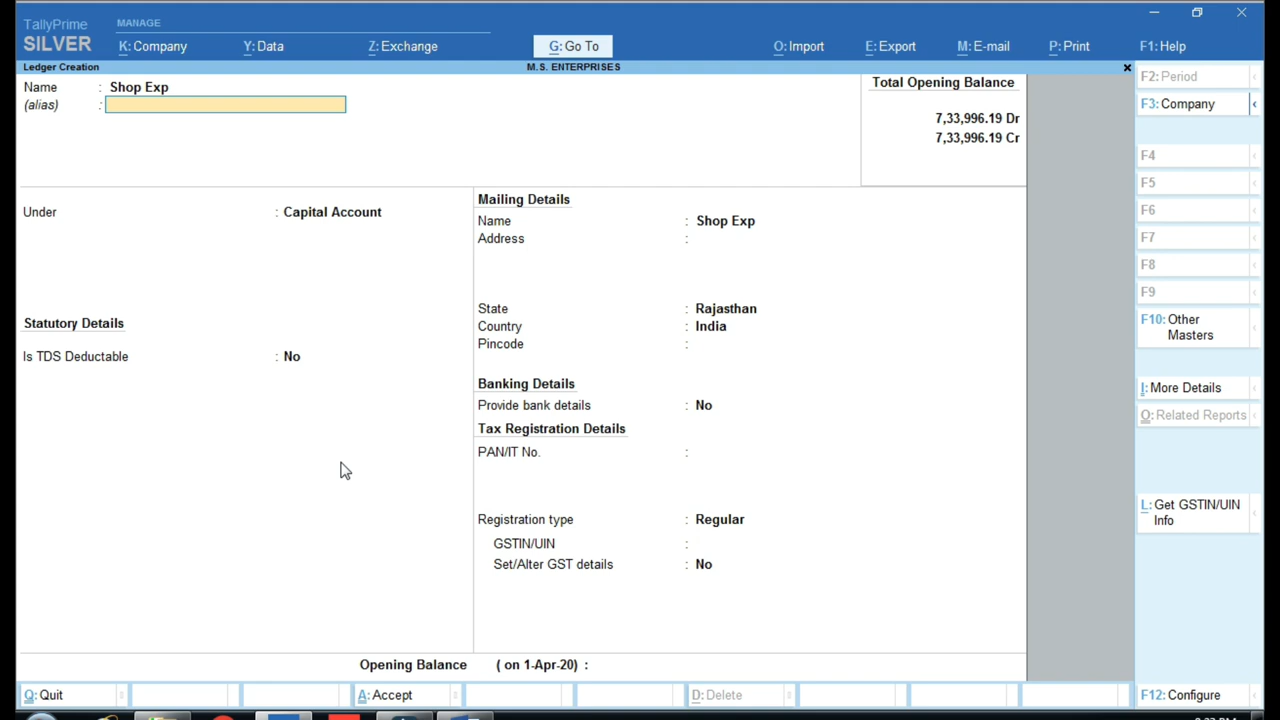 TallyPrime
SILVER
MANAGE
K: Company
Y: Data
Z: Exchange
G: Go To
O: Import
E: Export
M: E-mail
P: Print
F1: Help
Ledger Creation
M.S. ENTERPRISES
Name : Shop Exp
(alias) :
Total Opening Balance
7,33,996.19 Dr
7,33,996.19 Cr
Under : Capital Account
Statutory Details
Is TDS Deductable : No
Mailing Details
Name : Shop Exp
Address :
State : Rajasthan
Country : India
Pincode :
Banking Details
Provide bank details : No
Tax Registration Details
PAN/IT No. :
Registration type : Regular
GSTIN/UIN :
Set/Alter GST details : No
Opening Balance ( on 1-Apr-20) :
F2: Period
F3: Company
F4
F5
F6
F7
F8
F9
F10: Other
Masters
I: More Details
O: Related Reports
L: Get GSTIN/UIN
Info
Q: Quit
A: Accept
D: Delete
F12: Configure